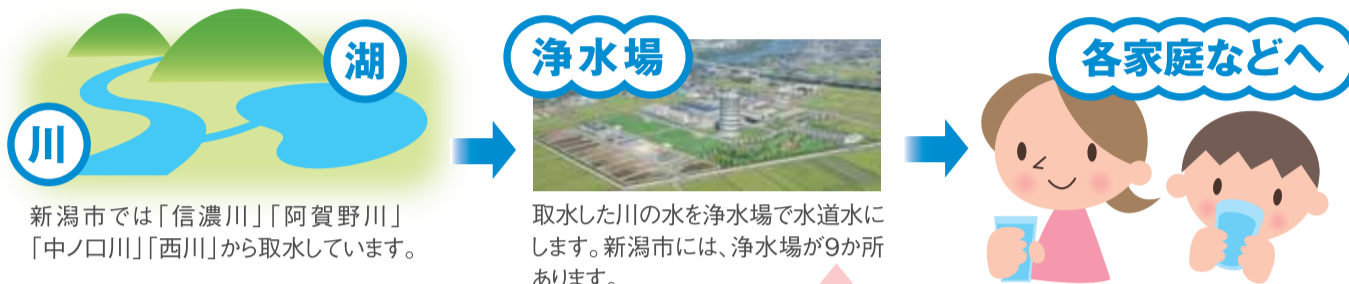 川
湖
新潟市では「信濃川」「阿賀野川」
「中ノ口川」「西川」から取水しています。
浄水場
取水した川の水を浄水場で水道水に
します。新潟市には、浄水場が9か所
あります。
各家庭などへ